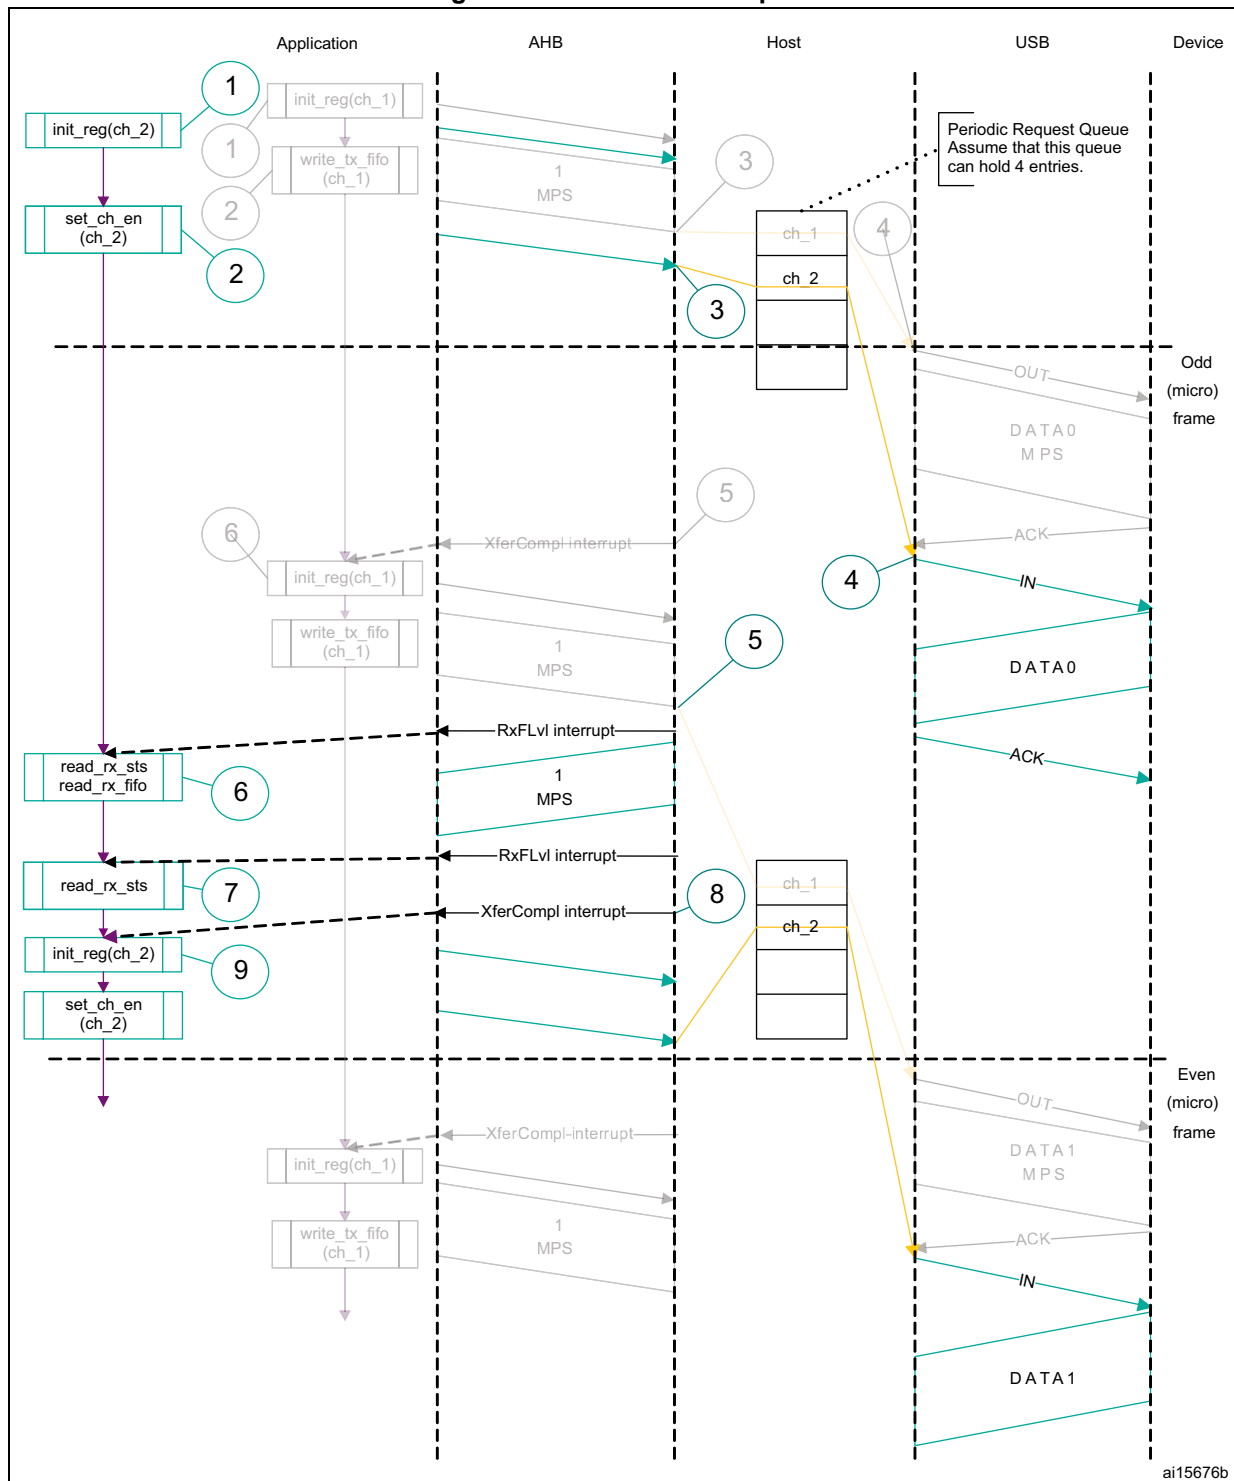 Application
AHB
Host
USB
Device
1
init_reg(ch_1)
init_reg(ch_2)
1
Periodic Request Queue
Assume that this queue
can hold 4 entries.
write_tx_fifo
(ch_1)
1
MPS
3
2
set_ch_en
(ch_2)
ch_1
4
2
ch_2
3
Odd
(micro)
frame
OUT
DATA0
MPS
5
6
XferCompl interrupt
ACK
init_reg(ch_1)
4
IN
write_tx_fifo
(ch_1)
1
MPS
5
DATA0
RxFLvl interrupt
ACK
read_rx_sts
read_rx_fifo
6
1
MPS
RxFLvl interrupt
read_rx_sts
7
ch_1
8
XferCompl interrupt
ch_2
init_reg(ch_2)
9
set_ch_en
(ch_2)
Even
(micro)
frame
OUT
XferCompl-interrupt
init_reg(ch_1)
DATA1
MPS
write_tx_fifo
(ch_1)
1
MPS
ACK
IN
DATA1
ai15676b